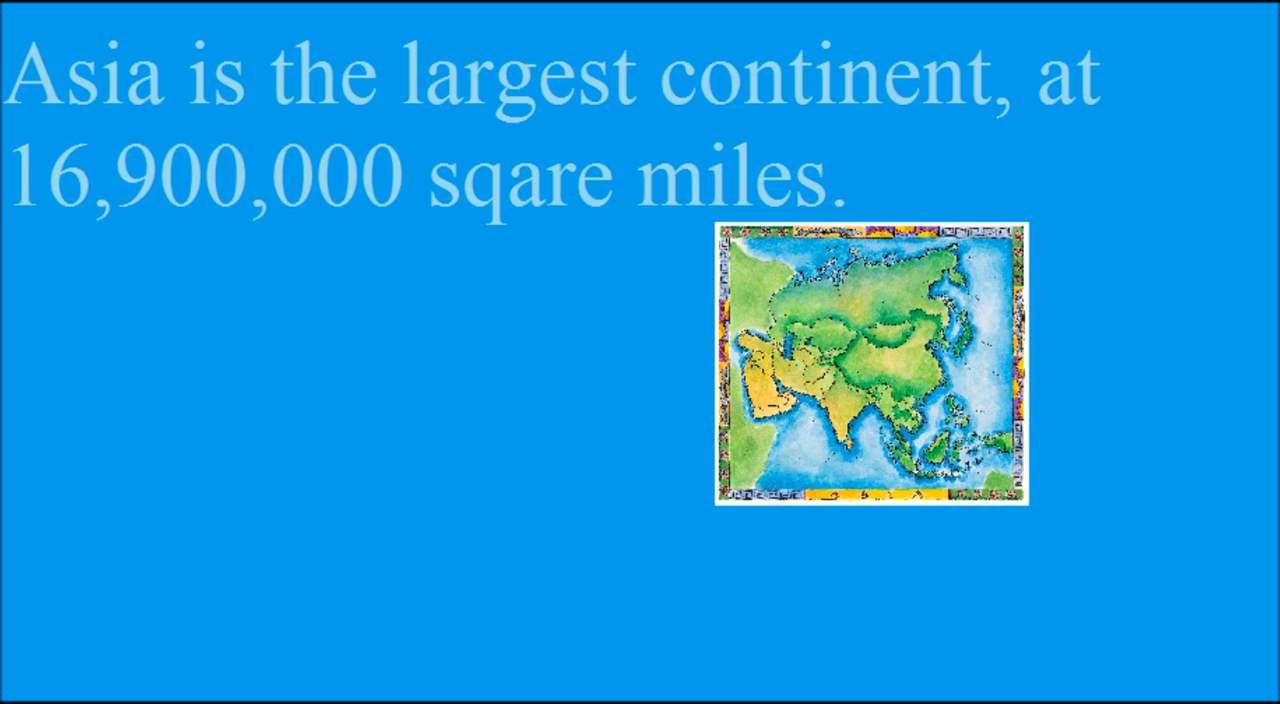 Asia is the largest continent, at
16,900,000 sqare miles.